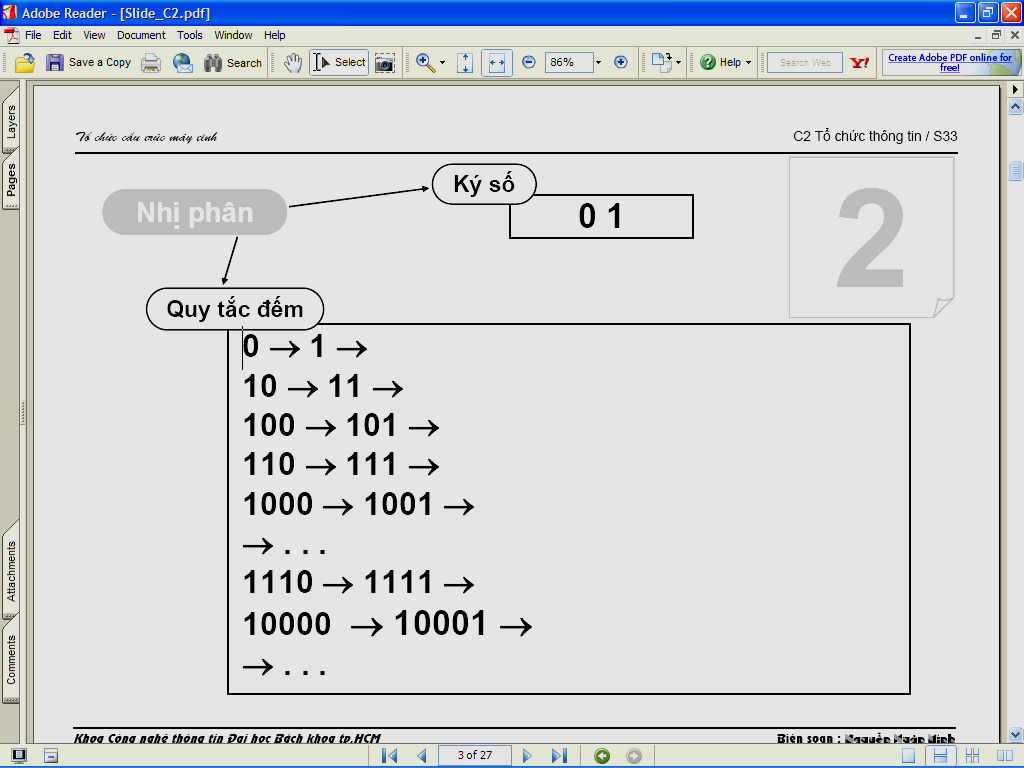 Adobe Reader - [Slide_C2.pdf]
File Edit View Document Tools Window Help
Save a Copy Search Select 86% Help Search Web Y! Create Adobe PDF online for free!
Layers
Pages
Attachments
Comments
Tổ chức cấu trúc máy tính
C2 Tổ chức thông tin / S33
Nhị phân
Ký số
0 1
2
Quy tắc đếm
0 → 1 →
10 → 11 →
100 → 101 →
110 → 111 →
1000 → 1001 →
→ . . .
1110 → 1111 →
10000 → 10001 →
→ . . .
Khoa Công nghệ thông tin Đại học Bách khoa tp.HCM
Biên soạn :
3 of 27